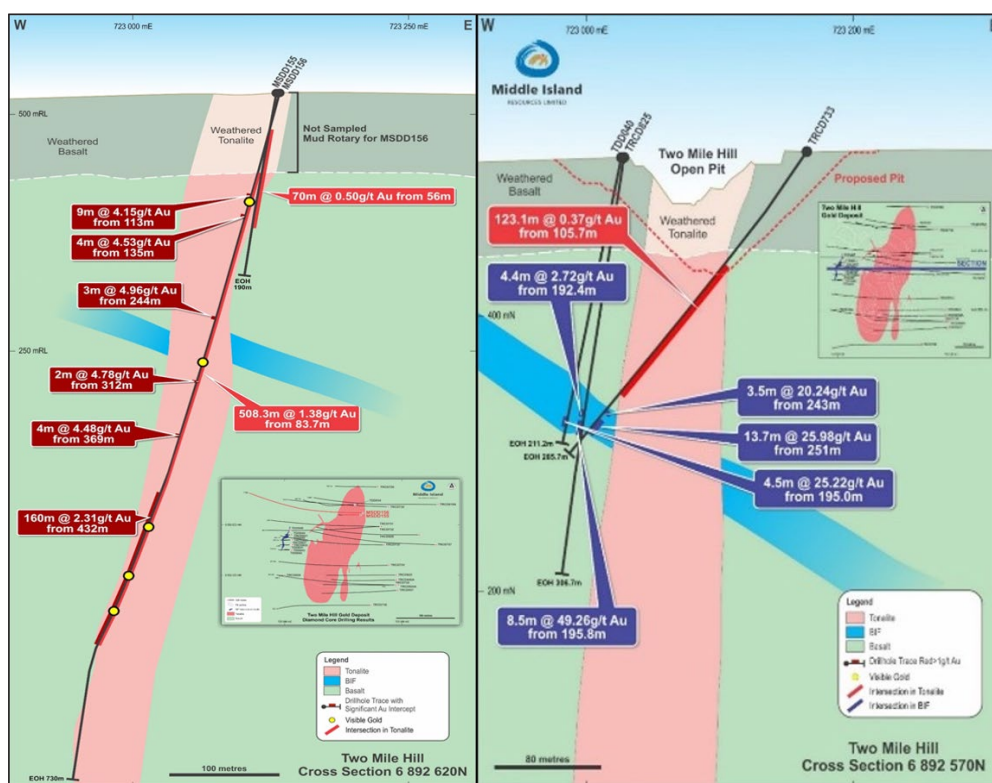 W
723 000 mE
723 250 mE
E
MSDD155
MSDD156
500 mRL
Weathered
Basalt
Weathered
Tonalite
Not Sampled
Mud Rotary for MSDD156
70m @ 0.50g/t Au from 56m
9m @ 4.15g/t Au
from 113m
4m @ 4.53g/t Au
from 135m
EOH
190m
3m @ 4.96g/t Au
from 244m
250 mRL
2m @ 4.78g/t Au
from 312m
508.3m @ 1.38g/t Au
from 83.7m
4m @ 4.48g/t Au
from 369m
160m @ 2.31g/t Au
from 432m
Middle Island
Two Mile Hill Gold Deposit
Diamond Core Drilling Results
Legend
Tonalite
BIF
Basalt
Drillhole Trace with
Significant Au Intercept
Visible Gold
Intersection in Tonalite
EOH 730m
100 metres
Two Mile Hill
Cross Section 6 892 620N
W
723 000 mE
723 200 mE
Middle Island
RESOURCES LIMITED
TDD040
TRCD825
TRCD733
Two Mile Hill
Open Pit
Proposed Pit
Weathered
Basalt
Weathered
Tonalite
123.1m @ 0.37g/t Au
from 105.7m
Two Mile Hill
Gold Deposit
SECTION
4.4m @ 2.72g/t Au
from 192.4m
400 mN
3.5m @ 20.24g/t Au
from 243m
13.7m @ 25.98g/t Au
from 251m
4.5m @ 25.22g/t Au
from 195.0m
EOH 211.2m
EOH 205.7m
EOH 306.7m
200 mN
8.5m @ 49.26g/t Au
from 195.8m
Legend
Tonalite
BIF
Basalt
Drillhole Trace Red>1g/t Au
Visible Gold
Intersection in Tonalite
Intersection in BIF
80 metres
Two Mile Hill
Cross Section 6 892 570N